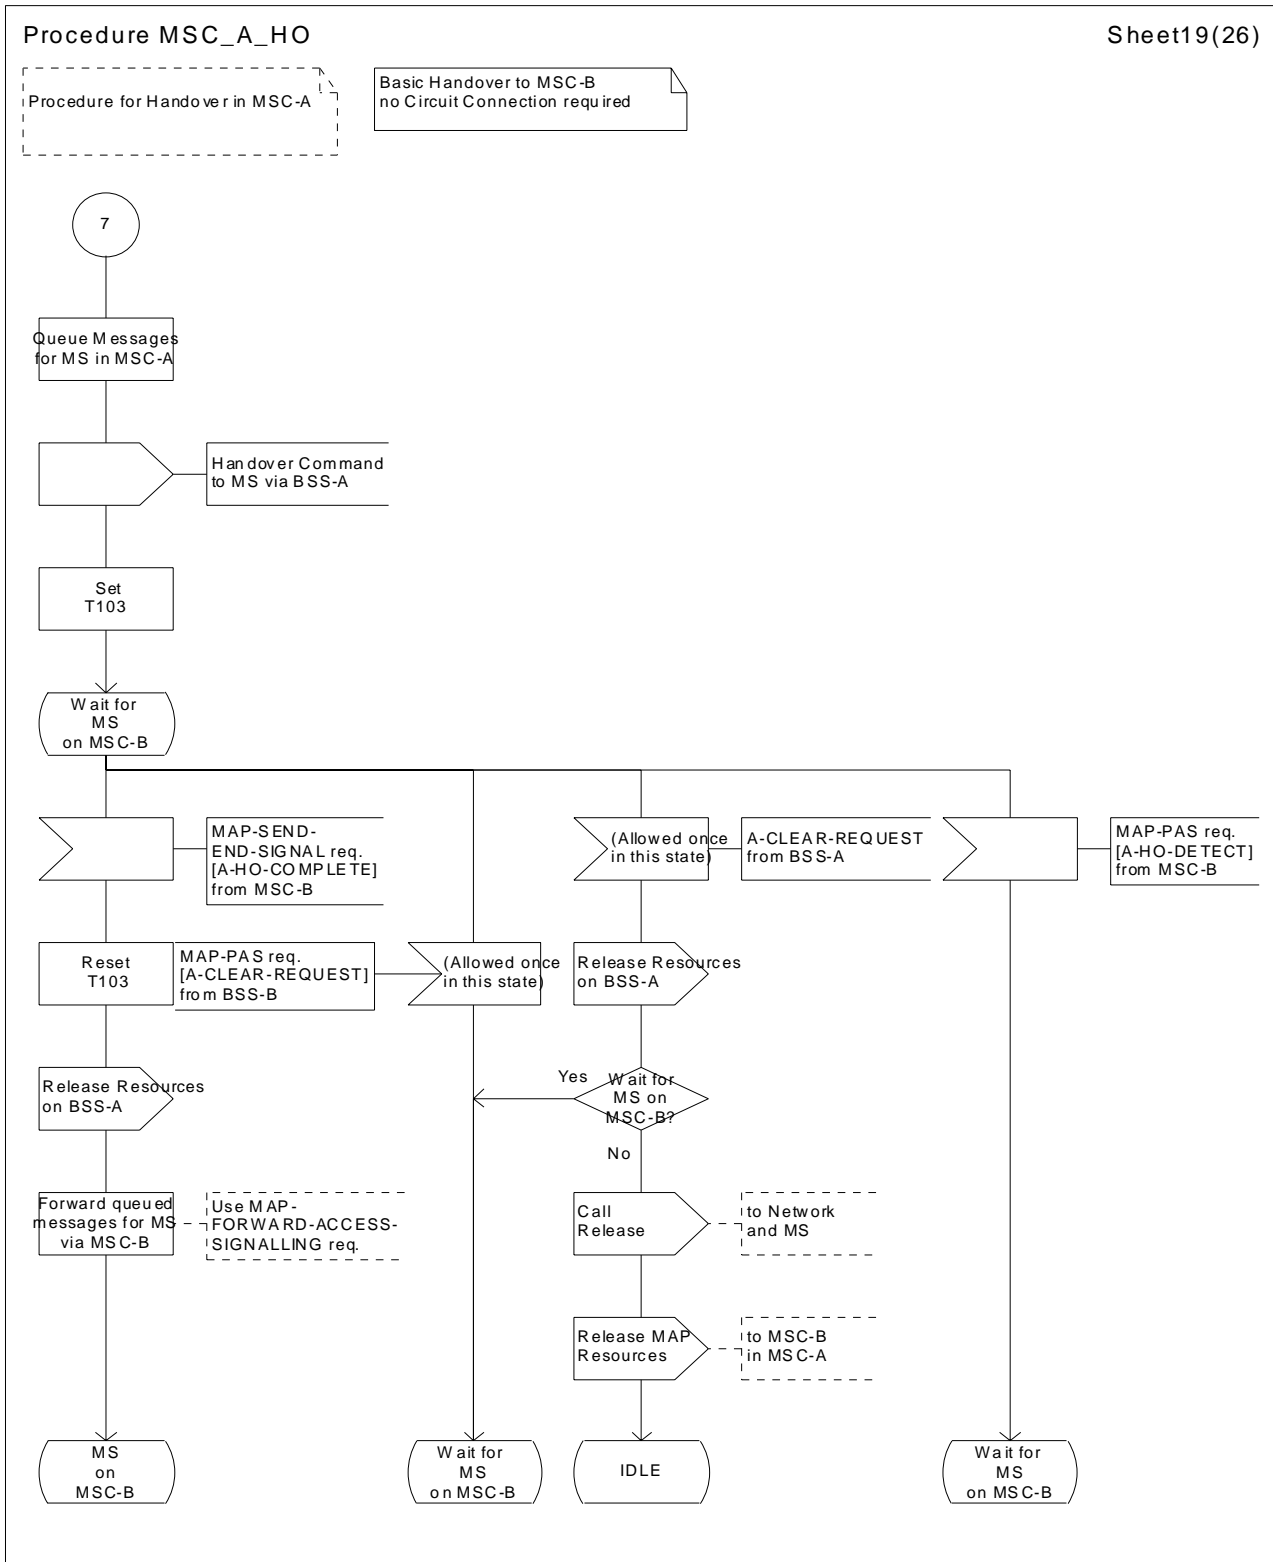 Procedure MSC_A_HO
Sheet19(26)
Procedure for Handover in MSC-A
Basic Handover to MSC-B
no Circuit Connection required
7
Queue Messages
for MS in MSC-A
Handover Command
to MS via BSS-A
Set
T103
Wait for
MS
on MSC-B
MAP-SEND-
END-SIGNAL req.
[A-HO-COMPLETE]
from MSC-B
(Allowed once
in this state)
A-CLEAR-REQUEST
from BSS-A
MAP-PAS req.
[A-HO-DETECT]
from MSC-B
Reset
T103
MAP-PAS req.
[A-CLEAR-REQUEST]
from BSS-B
(Allowed once
in this state)
Release Resources
on BSS-A
Release Resources
on BSS-A
Yes
Wait for
MS on
MSC-B?
No
Forward queued
messages for MS
via MSC-B
Use MAP-
FORWARD-ACCESS-
SIGNALLING req.
Call
Release
to Network
and MS
Release MAP
Resources
to MSC-B
in MSC-A
MS
on
MSC-B
Wait for
MS
on MSC-B
IDLE
Wait for
MS
on MSC-B